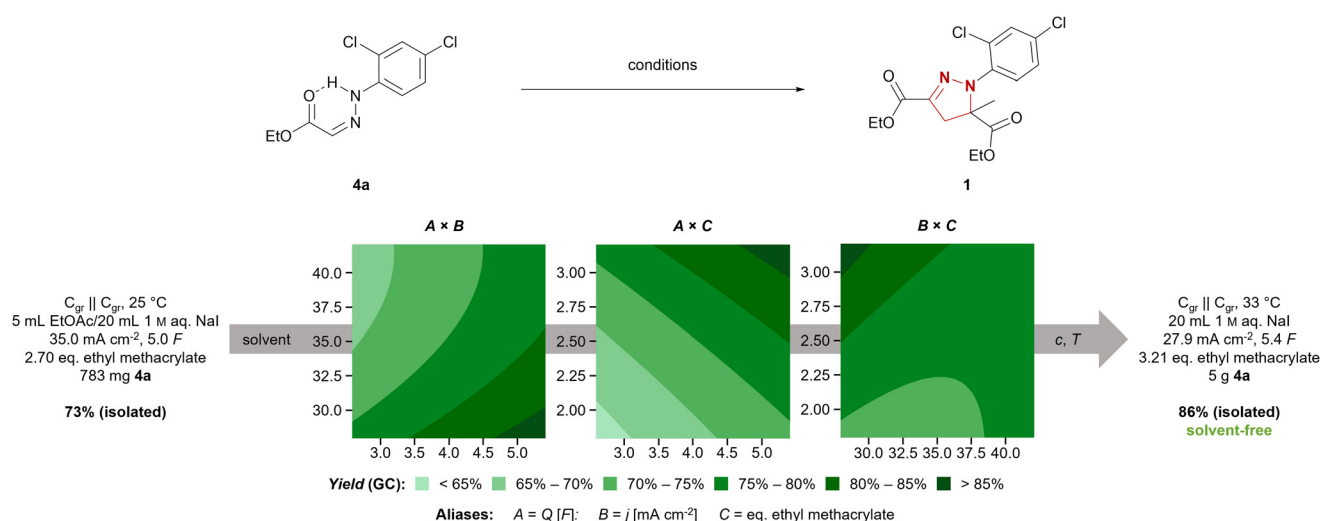 Cl
Cl
conditions
O
H
N
N
EtO
4a
Cl
Cl
N
N
O
EtO
O
EtO
1
A × B
A × C
B × C
C_gr || C_gr, 25 °C
5 mL EtOAc/20 mL 1 M aq. NaI
35.0 mA cm⁻², 5.0 F
2.70 eq. ethyl methacrylate
783 mg 4a
73% (isolated)
solvent
40.0
37.5
35.0
32.5
30.0
3.0 3.5 4.0 4.5 5.0
3.00
2.75
2.50
2.25
2.00
3.0 3.5 4.0 4.5 5.0
3.00
2.75
2.50
2.25
2.00
30.0 32.5 35.0 37.5 40.0
c, T
C_gr || C_gr, 33 °C
20 mL 1 M aq. NaI
27.9 mA cm⁻², 5.4 F
3.21 eq. ethyl methacrylate
5 g 4a
86% (isolated)
solvent-free
Yield (GC): < 65% 65% – 70% 70% – 75% 75% – 80% 80% – 85% > 85%
Aliases: A = Q [F]: B = j [mA cm⁻²] C = eq. ethyl methacrylate